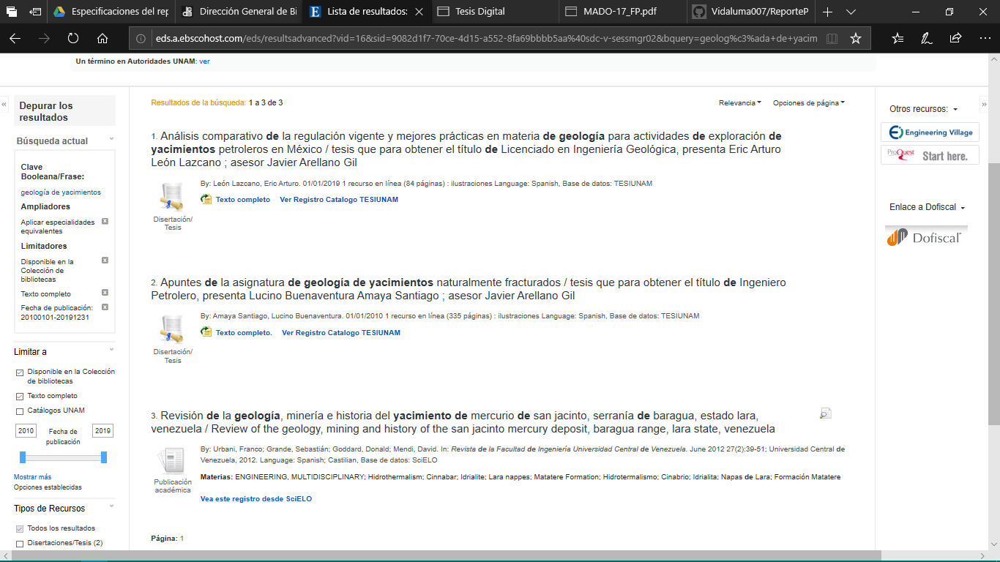 Especificaciones del rep
Dirección General de Bi
Lista de resultados:
Tesis Digital
MADO-17_FP.pdf
Vidaluma007/ReporteP
eds.a.ebscohost.com/eds/resultsadvanced?vid=16&sid=9082d1f7-70ce-4d15-a552-8fa69bbbb5aa%40sdc-v-sessmgr02&bquery=geolog%c3%ada+de+yacim
Un término en Autoridades UNAM: ver
Depurar los
resultados
Búsqueda actual
Clave
Booleana/Frase:
geología de yacimientos
Ampliadores
Aplicar especialidades
equivalentes
Limitadores
Disponible en la
Colección de
bibliotecas
Texto completo
Fecha de publicación:
20100101-20191231
Limitar a
Disponible en la Colección
de bibliotecas
Texto completo
Catálogos UNAM
2010 Fecha de 2019
publicación
Mostrar más
Opciones establecidas
Tipos de Recursos
Todos los resultados
Disertaciones/Tesis (2)
Resultados de la búsqueda: 1 a 3 de 3
Relevancia
Opciones de página
1. Análisis comparativo de la regulación vigente y mejores prácticas en materia de geología para actividades de exploración de
yacimientos petroleros en México / tesis que para obtener el título de Licenciado en Ingeniería Geológica, presenta Eric Arturo
León Lazcano ; asesor Javier Arellano Gil
By: León Lazcano, Eric Arturo. 01/01/2019 1 recurso en línea (84 páginas) : ilustraciones Language: Spanish, Base de datos: TESIUNAM
Texto completo Ver Registro Catalogo TESIUNAM
Disertación/
Tesis
2. Apuntes de la asignatura de geología de yacimientos naturalmente fracturados / tesis que para obtener el título de Ingeniero
Petrolero, presenta Lucino Buenaventura Amaya Santiago ; asesor Javier Arellano Gil
By: Amaya Santiago, Lucino Buenaventura. 01/01/2010 1 recurso en línea (335 páginas) : ilustraciones Language: Spanish, Base de datos: TESIUNAM
Texto completo. Ver Registro Catalogo TESIUNAM
Disertación/
Tesis
3. Revisión de la geología, minería e historia del yacimiento de mercurio de san jacinto, serranía de baragua, estado lara,
venezuela / Review of the geology, mining and history of the san jacinto mercury deposit, baragua range, lara state, venezuela
By: Urbani, Franco; Grande, Sebastián; Goddard, Donald; Mendi, David. In: Revista de la Facultad de Ingeniería Universidad Central de Venezuela. June 2012 27(2):39-51; Universidad Central de
Venezuela, 2012. Language: Spanish; Castilian, Base de datos: SciELO
Materias: ENGINEERING, MULTIDISCIPLINARY; Hidrothermalism; Cinnabar; Idrialite; Lara nappes; Matatere Formation; Hidrotermalismo; Cinabrio; Idrialita; Napas de Lara; Formación Matatere
Vea este registro desde SciELO
Publicación
académica
Página: 1
Otros recursos:
Engineering Village
ProQuest Start here.
Enlace a Dofiscal
Dofiscal